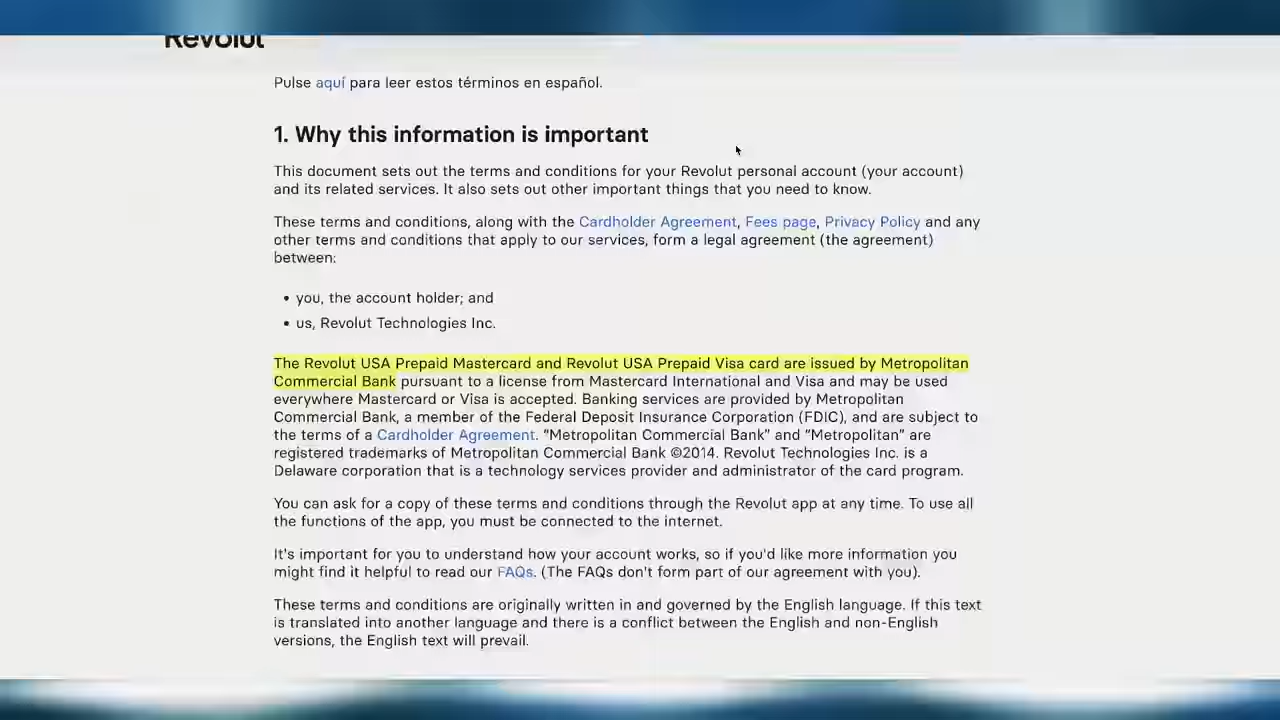 Revolut
Pulse aquí para leer estos términos en español.
1. Why this information is important
This document sets out the terms and conditions for your Revolut personal account (your account)
and its related services. It also sets out other important things that you need to know.
These terms and conditions, along with the Cardholder Agreement, Fees page, Privacy Policy and any
other terms and conditions that apply to our services, form a legal agreement (the agreement)
between:
• you, the account holder; and
• us, Revolut Technologies Inc.
The Revolut USA Prepaid Mastercard and Revolut USA Prepaid Visa card are issued by Metropolitan
Commercial Bank pursuant to a license from Mastercard International and Visa and may be used
everywhere Mastercard or Visa is accepted. Banking services are provided by Metropolitan
Commercial Bank, a member of the Federal Deposit Insurance Corporation (FDIC), and are subject to
the terms of a Cardholder Agreement. “Metropolitan Commercial Bank” and “Metropolitan” are
registered trademarks of Metropolitan Commercial Bank ©2014. Revolut Technologies Inc. is a
Delaware corporation that is a technology services provider and administrator of the card program.
You can ask for a copy of these terms and conditions through the Revolut app at any time. To use all
the functions of the app, you must be connected to the internet.
It's important for you to understand how your account works, so if you'd like more information you
might find it helpful to read our FAQs. (The FAQs don't form part of our agreement with you).
These terms and conditions are originally written in and governed by the English language. If this text
is translated into another language and there is a conflict between the English and non-English
versions, the English text will prevail.